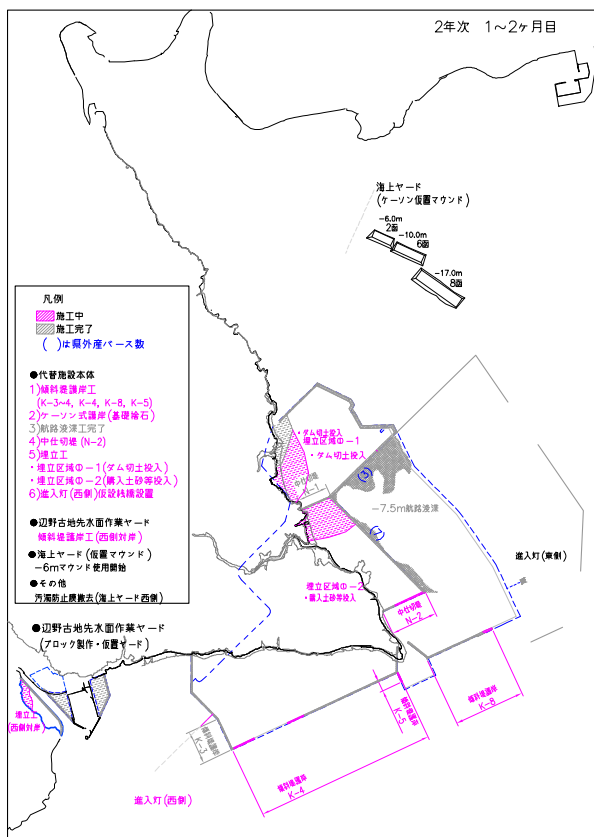 2年次 1～2ヶ月目
海上ヤード
(ケーソン仮置マウンド)
-6.0m
2函
-10.0m
6函
-17.0m
8函
凡例
施工中
施工完了
( )は県外産バース数
●代替施設本体
1)傾斜堤護岸工
(K-3~4, K-4, K-8, K-5)
2)ケーソン式護岸(基礎捨石)
3)航路浚渫工完了
4)中仕切堤(N-2)
5)埋立工
・埋立区域①-1(ダム切土投入)
・埋立区域①-2(購入土砂等投入)
6)進入灯(西側)仮設桟橋設置
●辺野古地先水面作業ヤード
傾斜堤護岸工(西側対岸)
●海上ヤード(仮置マウンド)
-6mマウンド使用開始
●その他
汚濁防止膜撤去(海上ヤード西側)
●辺野古地先水面作業ヤード
(ブロック製作・仮置ヤード)
・ダム切土投入
埋立区域①-1
・ダム切土投入
中仕切堤
N-1
(3)
-7.5m航路浚渫
(7)
進入灯(東側)
埋立区域①-2
・購入土砂等投入
中仕切堤
N-2
埋立工
(西側対岸)
傾斜堤護岸
K-3
傾斜堤護岸
K-4
傾斜堤護岸
K-5
傾斜堤護岸
K-8
進入灯(西側)